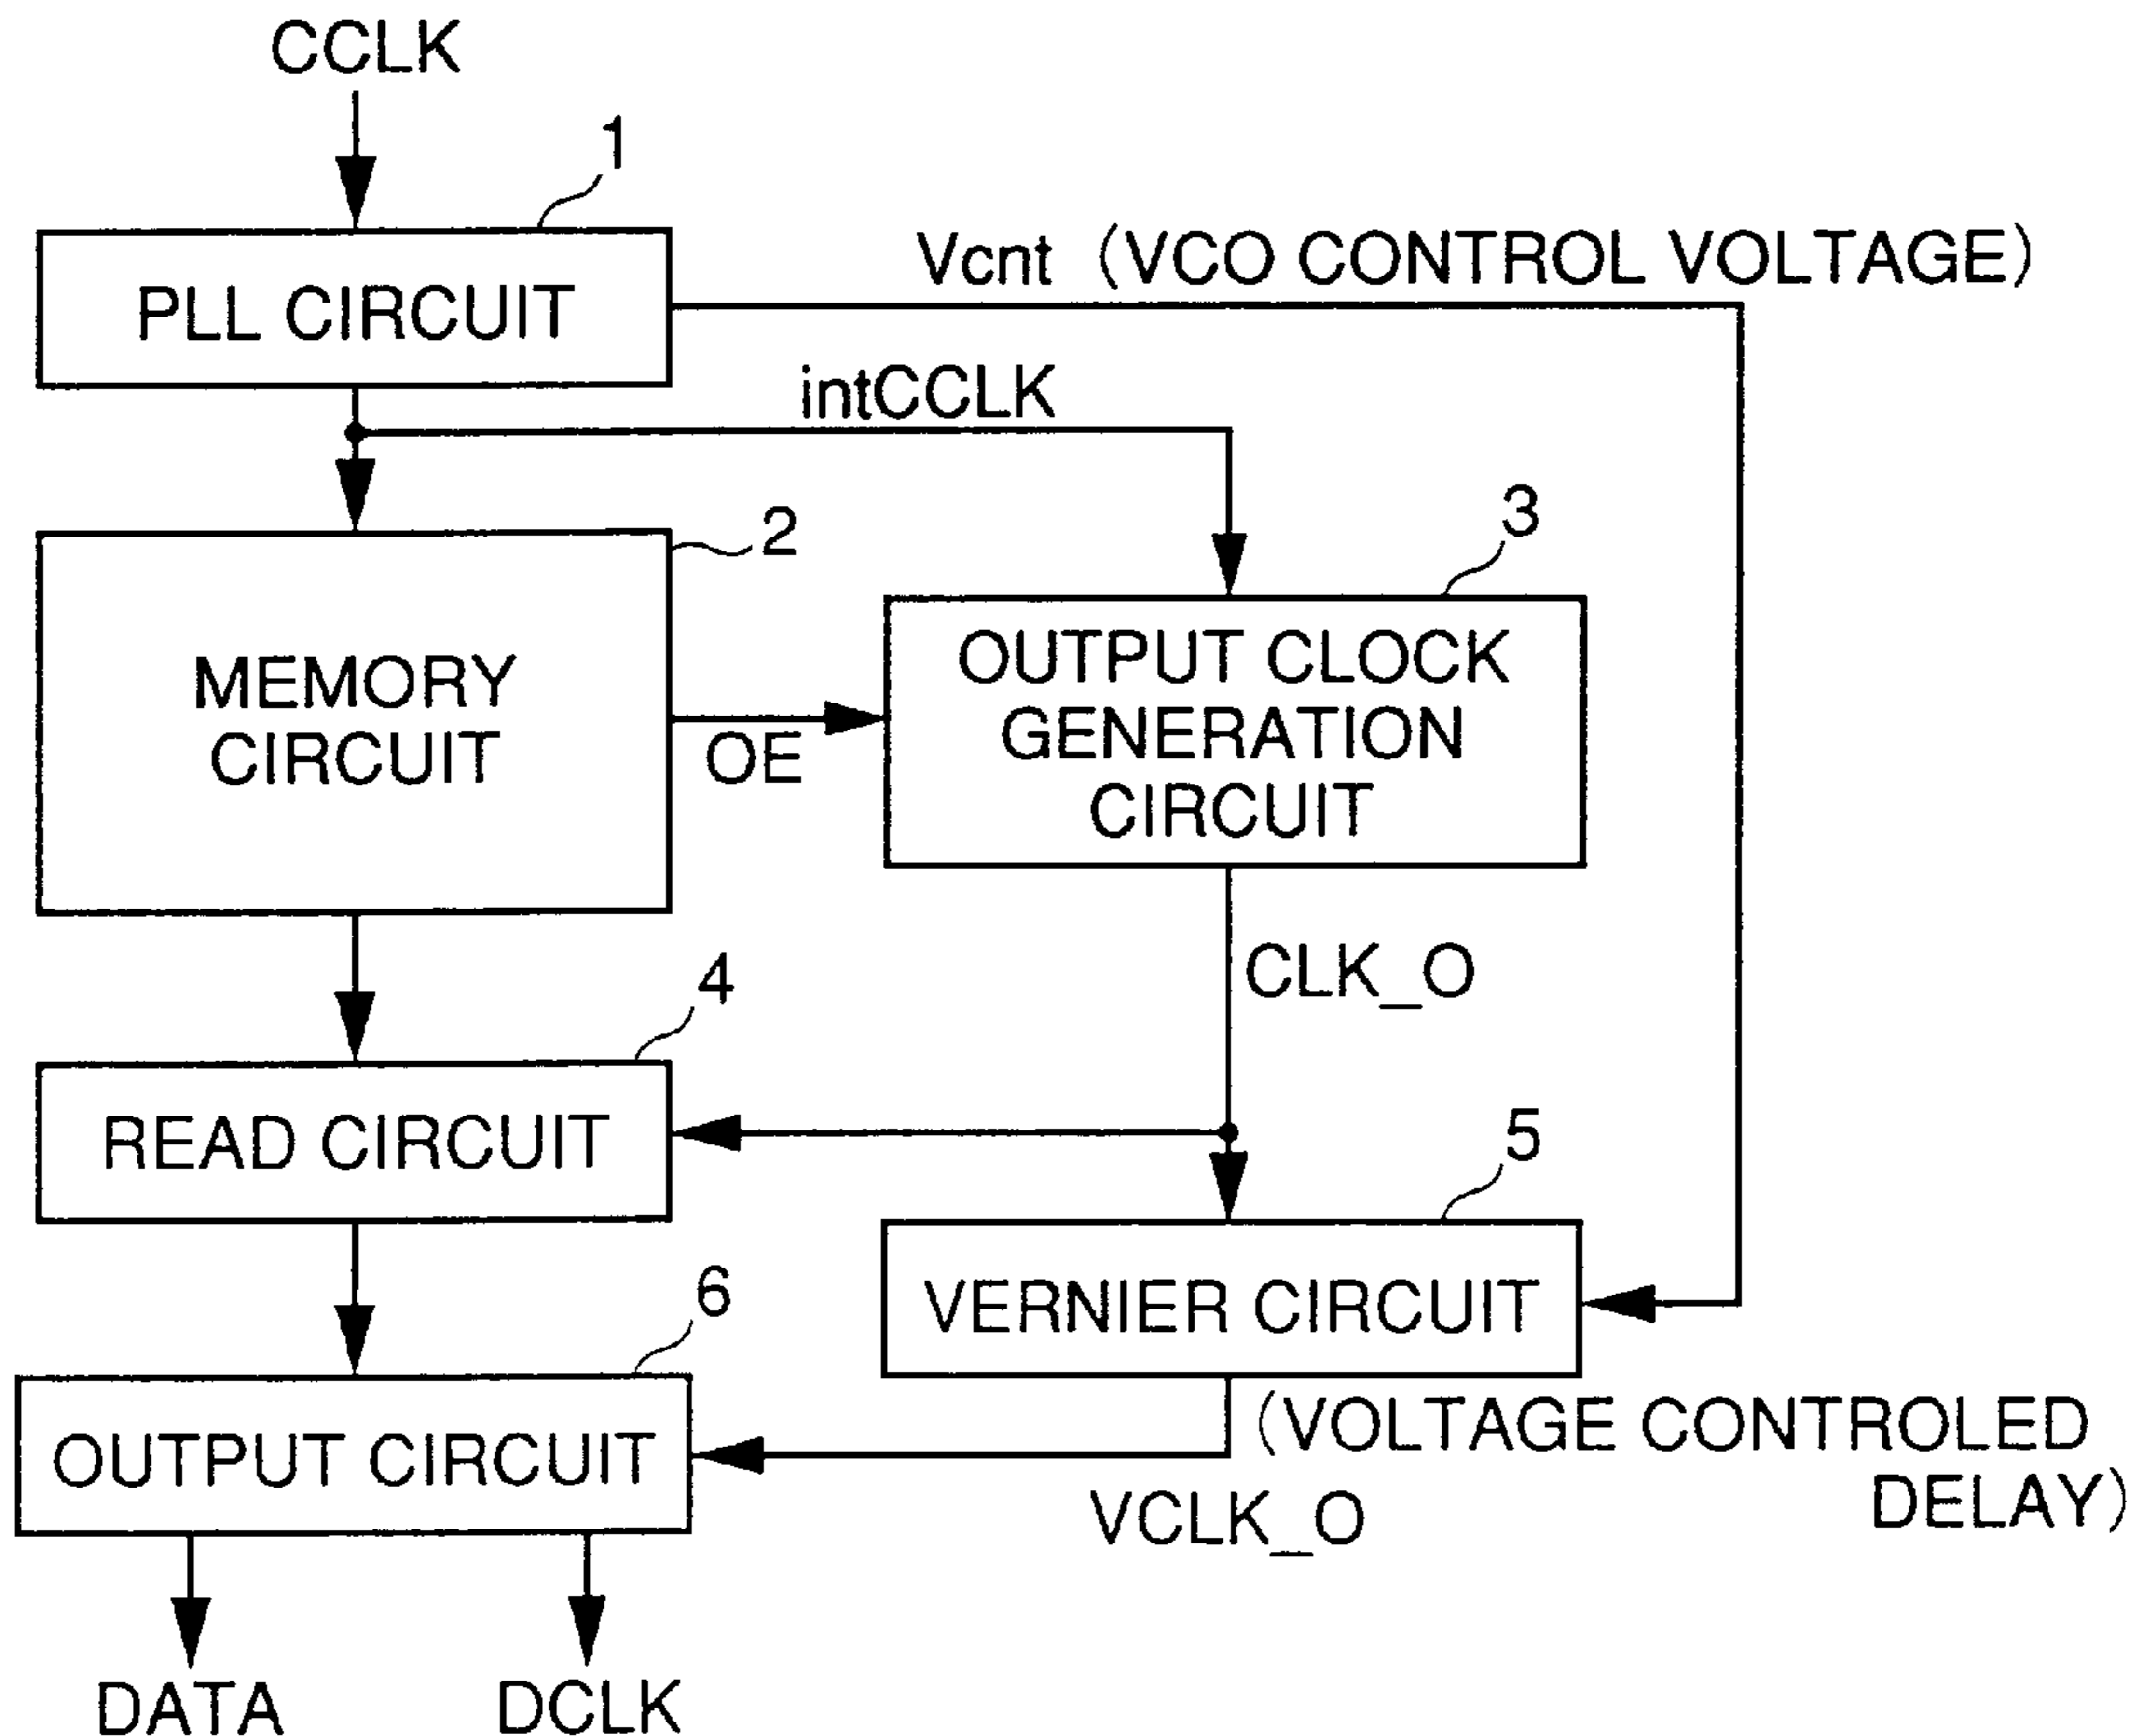 CCLK
1
PLL CIRCUIT
Vcnt (VCO CONTROL VOLTAGE)
intCCLK
2
3
MEMORY
CIRCUIT
OE
OUTPUT CLOCK
GENERATION
CIRCUIT
CLK_O
4
READ CIRCUIT
5
VERNIER CIRCUIT
6
OUTPUT CIRCUIT
(VOLTAGE CONTROLED
DELAY)
VCLK_O
DATA
DCLK